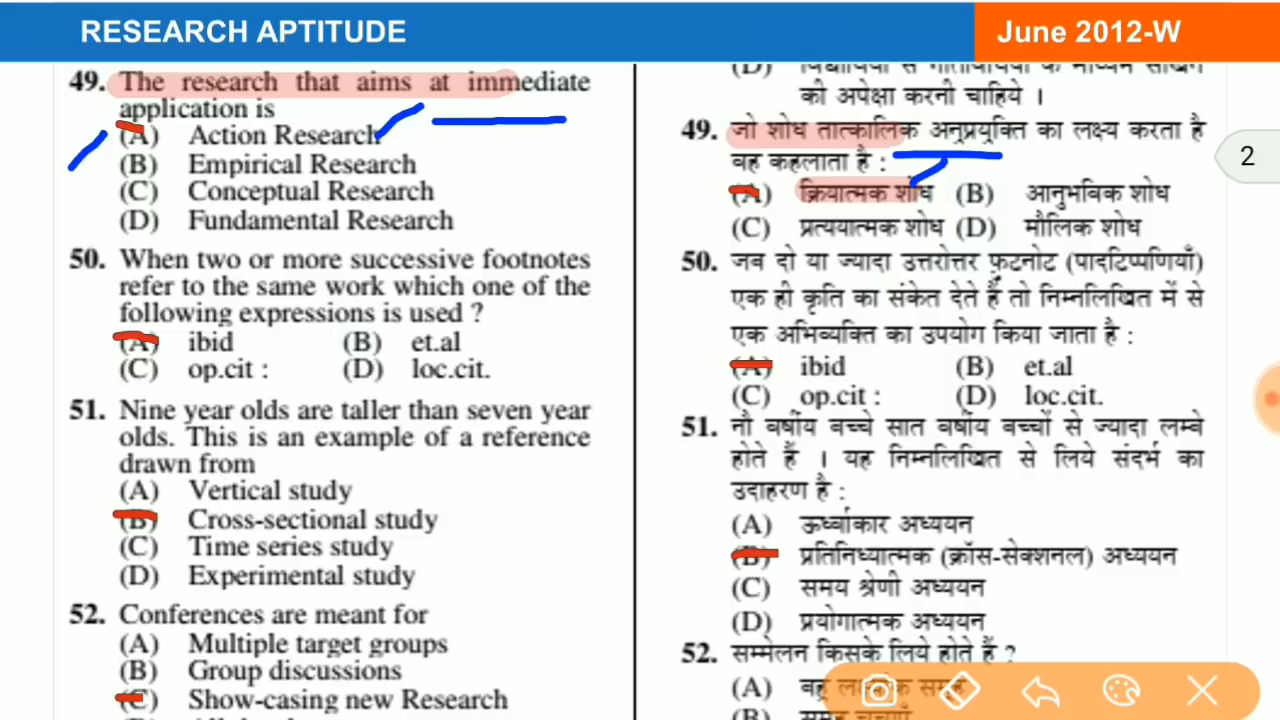 RESEARCH APTITUDE
June 2012-W
49. The research that aims at immediate
application is
(A) Action Research
(B) Empirical Research
(C) Conceptual Research
(D) Fundamental Research
50. When two or more successive footnotes
refer to the same work which one of the
following expressions is used ?
(A) ibid (B) et.al
(C) op.cit : (D) loc.cit.
51. Nine year olds are taller than seven year
olds. This is an example of a reference
drawn from
(A) Vertical study
(B) Cross-sectional study
(C) Time series study
(D) Experimental study
52. Conferences are meant for
(A) Multiple target groups
(B) Group discussions
(C) Show-casing new Research
की अपेक्षा करनी चाहिये ।
49. जो शोध तात्कालिक अनुप्रयुक्ति का लक्ष्य करता है
वह कहलाता है :
(A) क्रियात्मक शोध (B) आनुभविक शोध
(C) प्रत्ययात्मक शोध (D) मौलिक शोध
50. जब दो या ज्यादा उत्तरोत्तर फुटनोट (पादटिप्पणियाँ)
एक ही कृति का संकेत देते हैं तो निम्नलिखित में से
एक अभिव्यक्ति का उपयोग किया जाता है :
(A) ibid (B) et.al
(C) op.cit : (D) loc.cit.
51. नौ वर्षीय बच्चे सात वर्षीय बच्चों से ज्यादा लम्बे
होते हैं । यह निम्नलिखित से लिये संदर्भ का
उदाहरण है :
(A) ऊर्ध्वाकार अध्ययन
(B) प्रतिनिध्यात्मक (क्रॉस-सेक्शनल) अध्ययन
(C) समय श्रेणी अध्ययन
(D) प्रयोगात्मक अध्ययन
52. सम्मेलन किसके लिये होते हैं ?
(A)
2